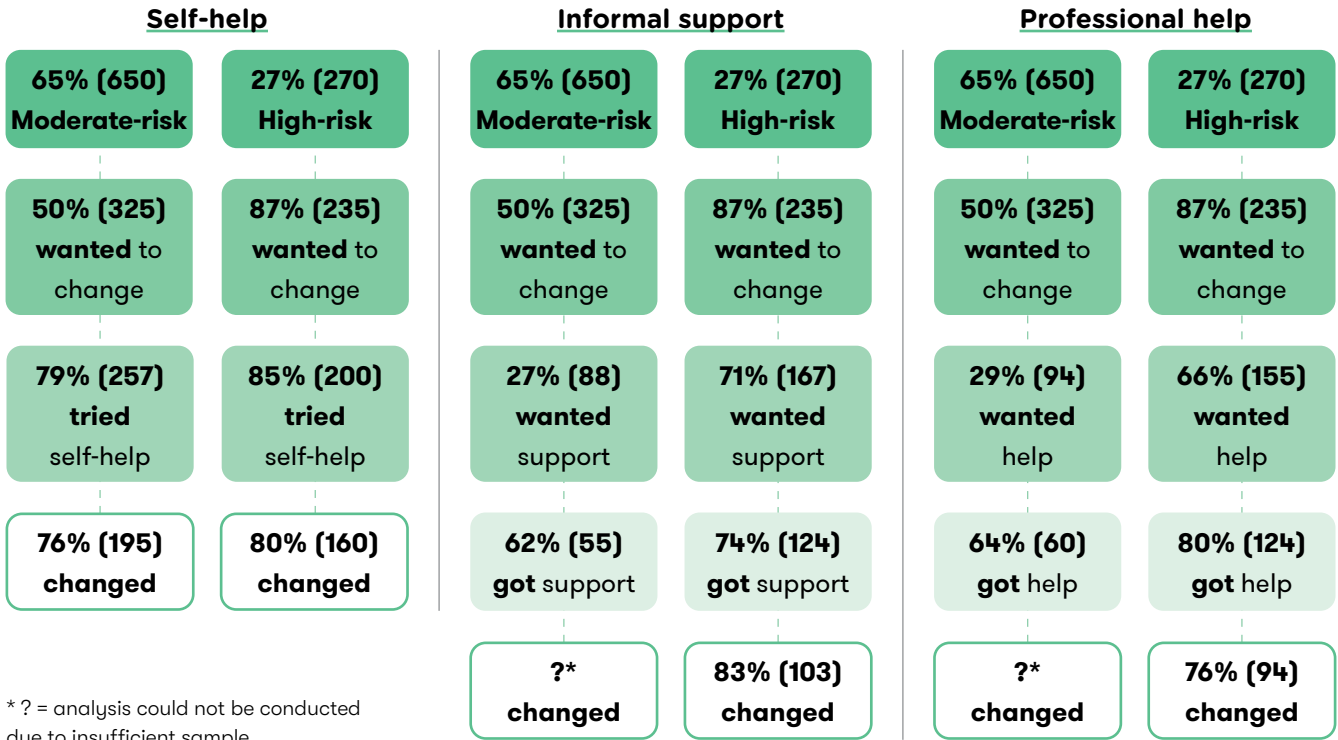 Self-help
65% (650)
Moderate-risk
50% (325)
wanted to
change
79% (257)
tried
self-help
76% (195)
changed
27% (270)
High-risk
87% (235)
wanted to
change
85% (200)
tried
self-help
80% (160)
changed
Informal support
65% (650)
Moderate-risk
50% (325)
wanted to
change
27% (88)
wanted
support
62% (55)
got support
?*
changed
27% (270)
High-risk
87% (235)
wanted to
change
71% (167)
wanted
support
74% (124)
got support
83% (103)
changed
Professional help
65% (650)
Moderate-risk
50% (325)
wanted to
change
29% (94)
wanted
help
64% (60)
got help
?*
changed
27% (270)
High-risk
87% (235)
wanted to
change
66% (155)
wanted
help
80% (124)
got help
76% (94)
changed
* ? = analysis could not be conducted
due to insufficient sample